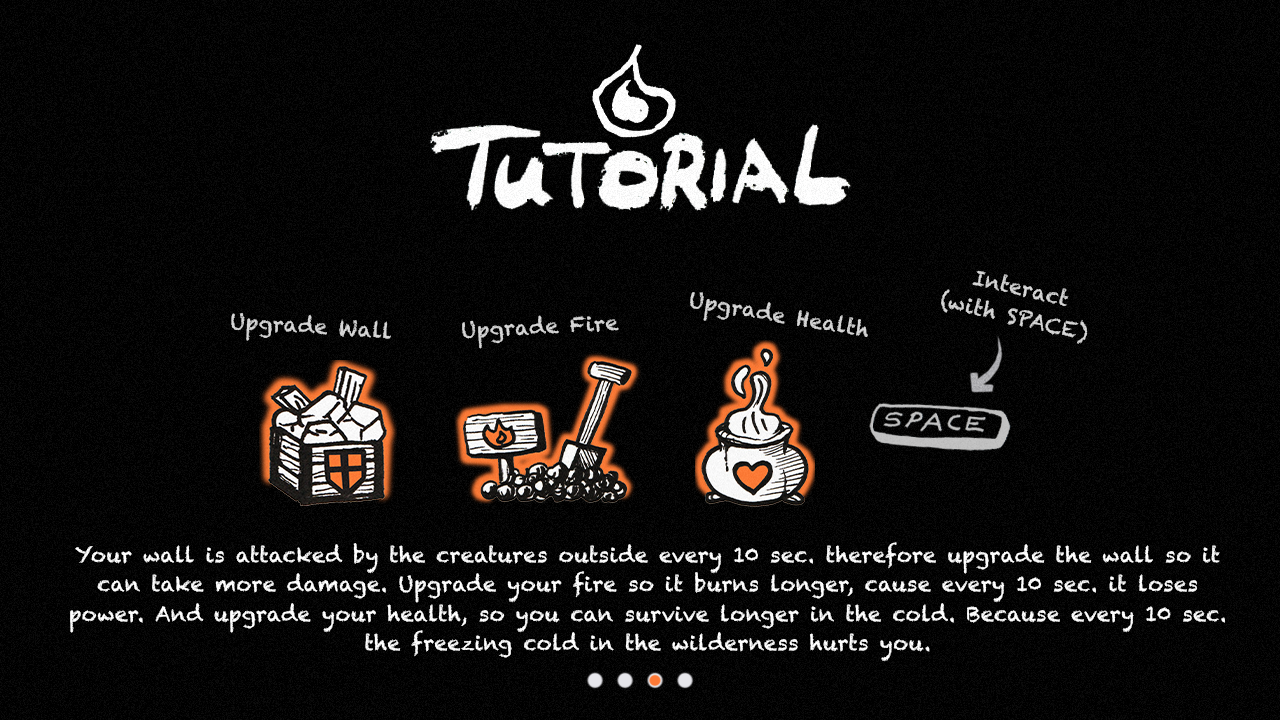 TUTORIAL
Upgrade Wall
Upgrade Fire
Upgrade Health
Interact
(with SPACE)
SPACE
Your wall is attacked by the creatures outside every 10 sec. therefore upgrade the wall so it
can take more damage. Upgrade your fire so it burns longer, cause every 10 sec. it loses
power. And upgrade your health, so you can survive longer in the cold. Because every 10 sec.
the freezing cold in the wilderness hurts you.